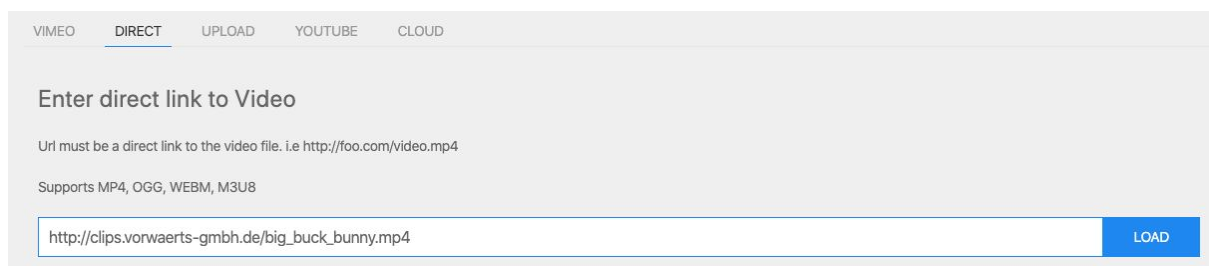 VIMEO DIRECT UPLOAD YOUTUBE CLOUD
Enter direct link to Video
Url must be a direct link to the video file. i.e http://foo.com/video.mp4
Supports MP4, OGG, WEBM, M3U8
http://clips.vorwaerts-gmbh.de/big_buck_bunny.mp4 LOAD